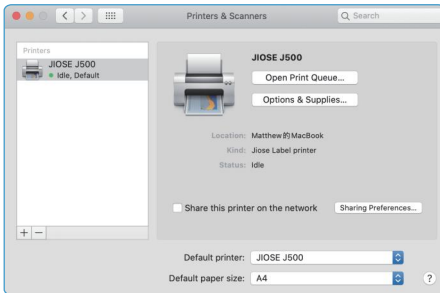 Printers & Scanners
Search
Printers
JIOSE J500
Idle, Default
JIOSE J500
Open Print Queue...
Options & Supplies...
Location: Matthew的MacBook
Kind: Jiose Label printer
Status: Idle
Share this printer on the network
Sharing Preferences...
+ −
Default printer: JIOSE J500
Default paper size: A4
?